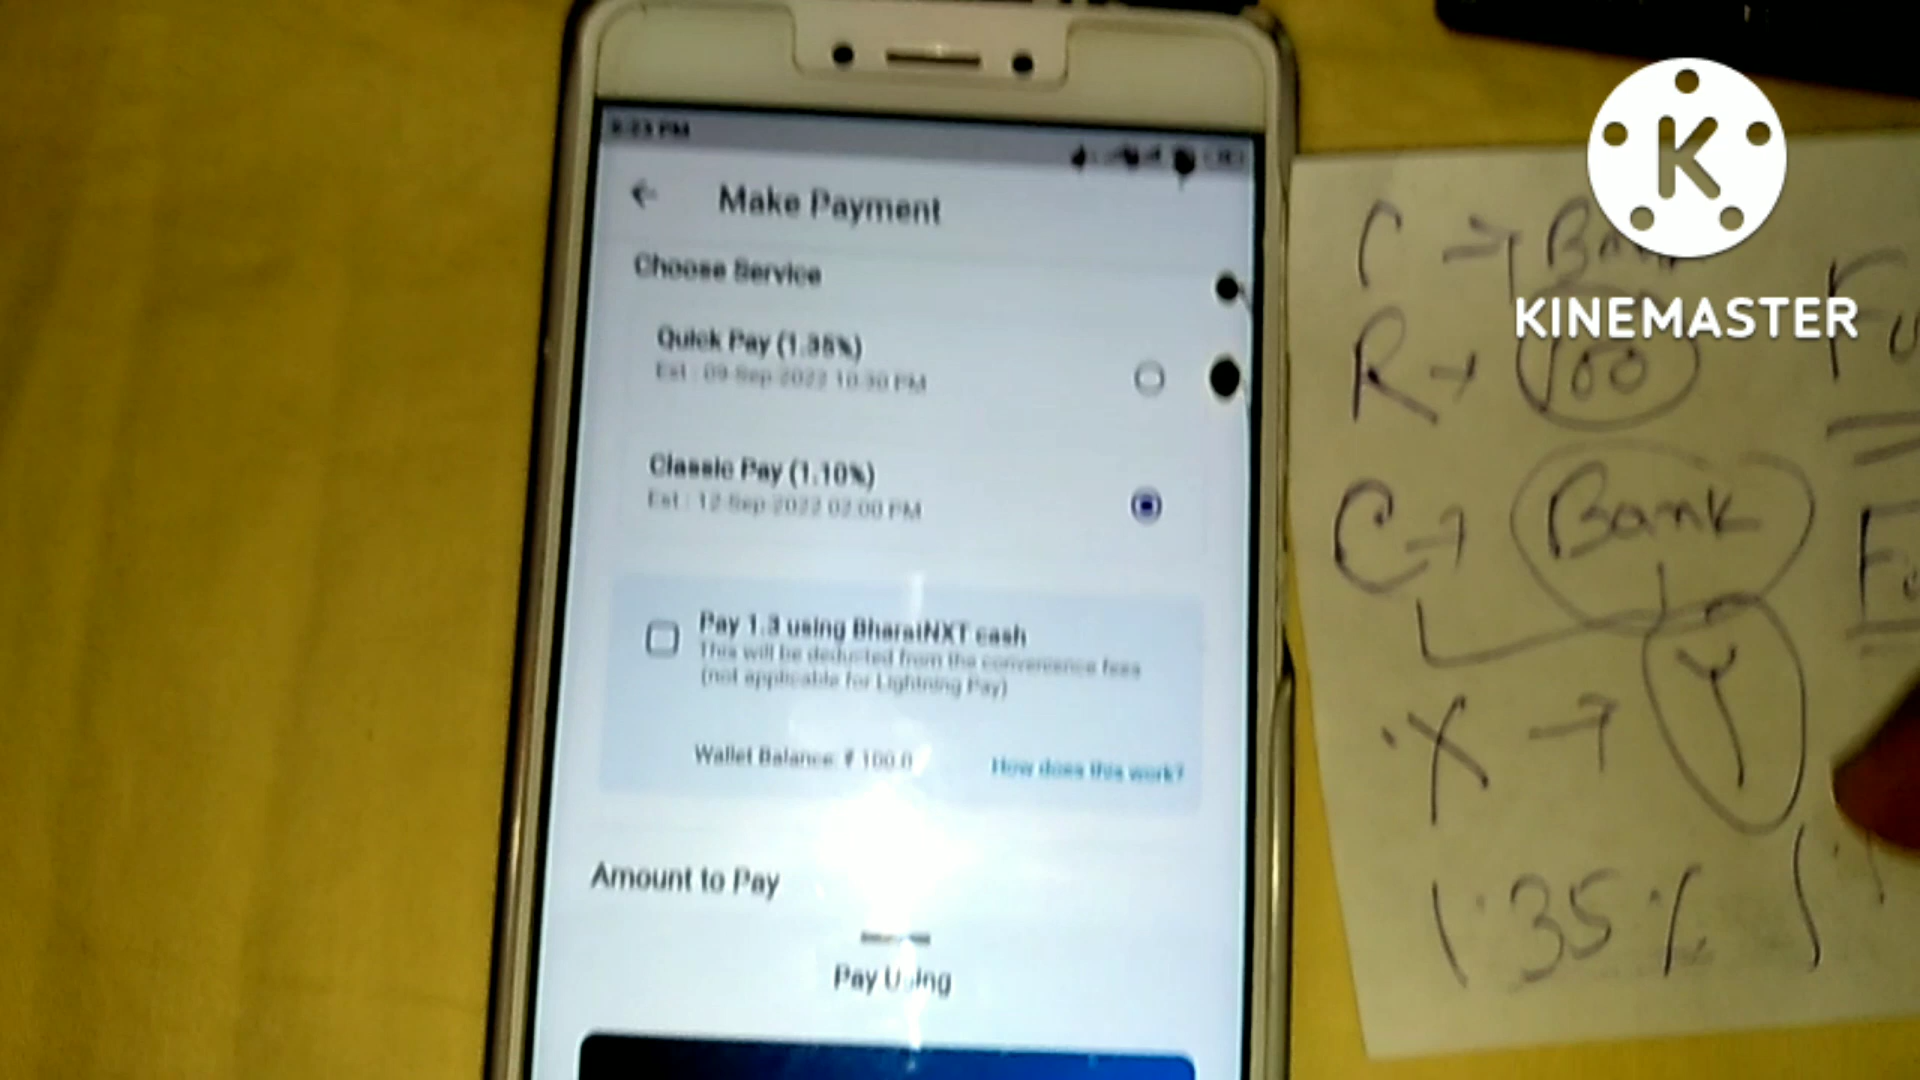 3:23 PM
Make Payment
Choose Service
Quick Pay (1.35%)
Est : 09-Sep-2022 10:30 PM
Classic Pay (1.10%)
Est : 12-Sep-2022 02:00 PM
Pay 1.3 using BharatNXT cash
This will be deducted from the convenience fees
(not applicable for Lightning Pay)
Wallet Balance: ₹ 100.0
How does this work?
Amount to Pay
Pay Using
KINEMASTER
C → Bank
R → 100
C → Bank
X → Y
1.35%